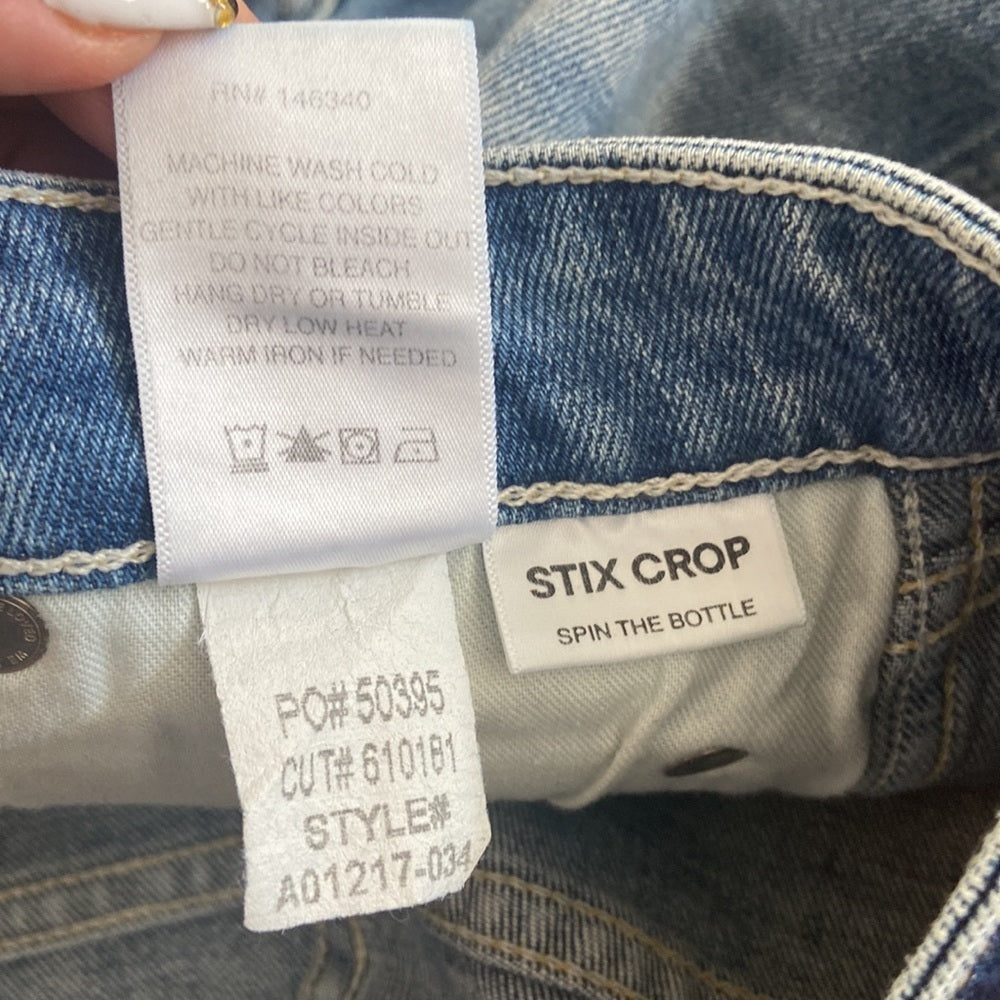 RN# 146340
MACHINE WASH COLD
WITH LIKE COLORS
GENTLE CYCLE INSIDE OUT
DO NOT BLEACH
HANG DRY OR TUMBLE
DRY LOW HEAT
WARM IRON IF NEEDED
STIX CROP
SPIN THE BOTTLE
PO# 50395
CUT# 610181
STYLE#
A01217-034